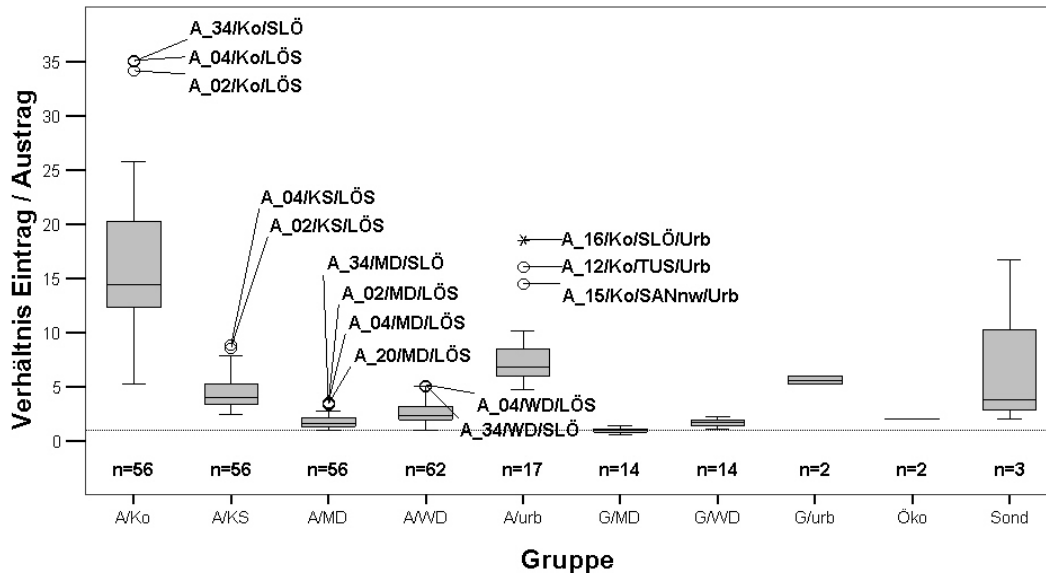 A_34/Ko/SLÖ
A_04/Ko/LÖS
A_02/Ko/LÖS
A_04/KS/LÖS
A_02/KS/LÖS
A_34/MD/SLÖ
A_02/MD/LÖS
A_04/MD/LÖS
A_20/MD/LÖS
A_16/Ko/SLÖ/Urb
A_12/Ko/TUS/Urb
A_15/Ko/SANnw/Urb
A_04/WD/LÖS
A_34/WD/SLÖ
Verhältnis Eintrag / Austrag
35
30
25
20
15
10
5
0
n=56 n=56 n=56 n=62 n=17 n=14 n=14 n=2 n=2 n=3
A/Ko A/KS A/MD A/WD A/urb G/MD G/WD G/urb Öko Sond
Gruppe